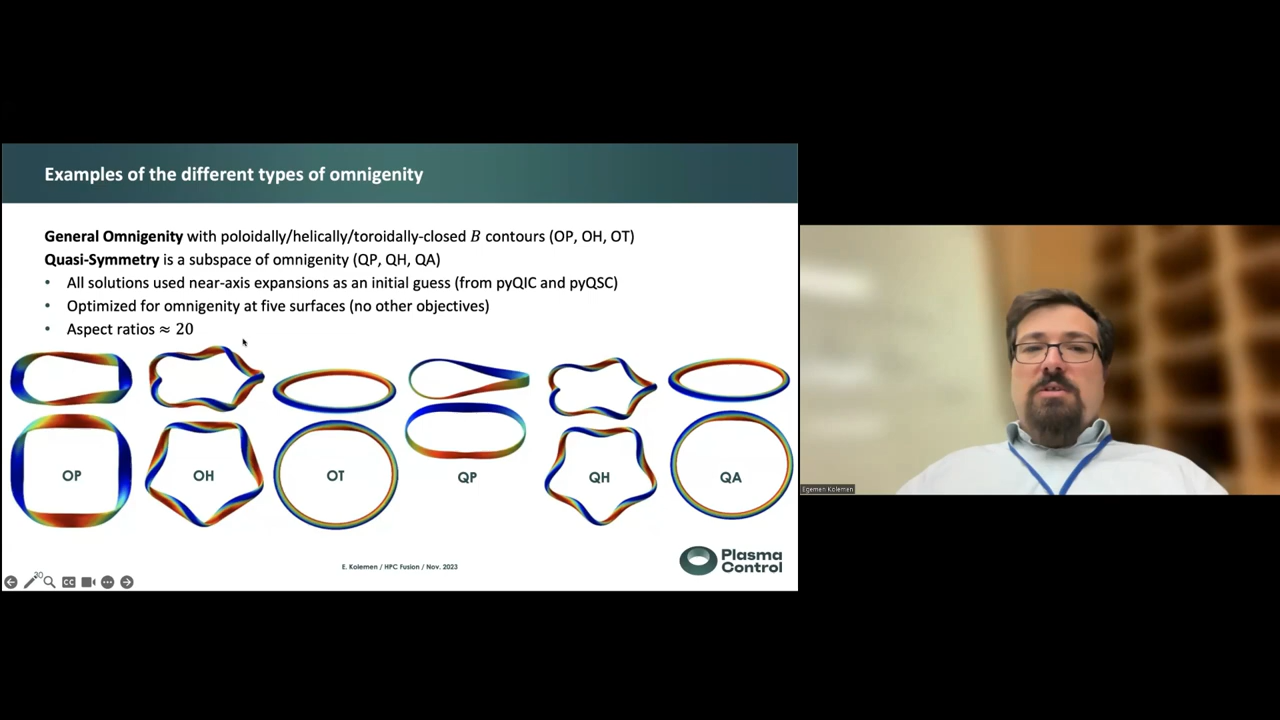 Examples of the different types of omnigenity
General Omnigenity with poloidally/helically/toroidally-closed B contours (OP, OH, OT)
Quasi-Symmetry is a subspace of omnigenity (QP, QH, QA)
• All solutions used near-axis expansions as an initial guess (from pyQIC and pyQSC)
• Optimized for omnigenity at five surfaces (no other objectives)
• Aspect ratios ≈ 20
OP OH OT QP QH QA
E. Kolemen / HPC Fusion / Nov. 2023
Plasma
Control
30
CC
Egemen Kolemen